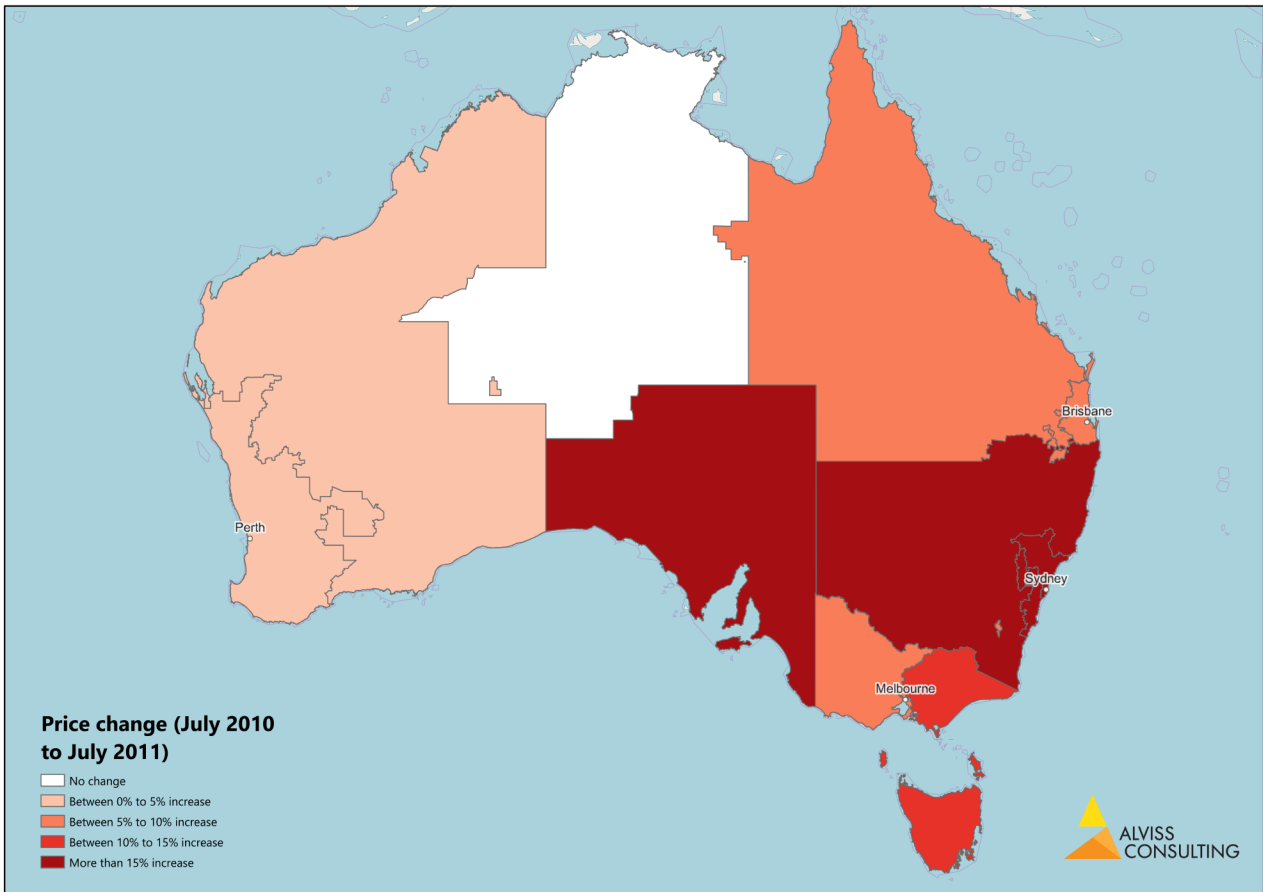 Brisbane
Perth
Sydney
Melbourne
Price change (July 2010
to July 2011)
No change
Between 0% to 5% increase
Between 5% to 10% increase
Between 10% to 15% increase
More than 15% increase
ALVISS
CONSULTING